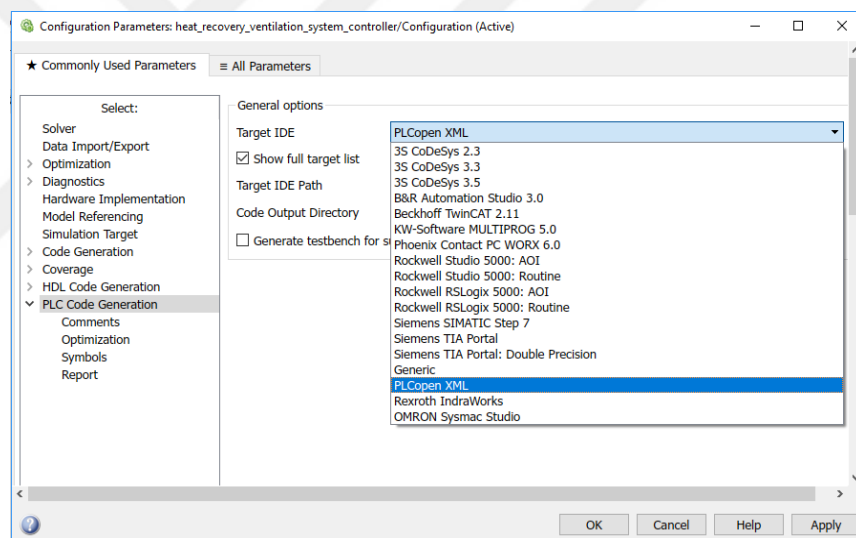 Configuration Parameters: heat_recovery_ventilation_system_controller/Configuration (Active)
★ Commonly Used Parameters
≡ All Parameters
Select:
Solver
Data Import/Export
Optimization
Diagnostics
Hardware Implementation
Model Referencing
Simulation Target
Code Generation
Coverage
HDL Code Generation
PLC Code Generation
Comments
Optimization
Symbols
Report
General options
Target IDE
PLCopen XML
Show full target list
Target IDE Path
Code Output Directory
Generate testbench for su
3S CoDeSys 2.3
3S CoDeSys 3.3
3S CoDeSys 3.5
B&R Automation Studio 3.0
Beckhoff TwinCAT 2.11
KW-Software MULTIPROG 5.0
Phoenix Contact PC WORX 6.0
Rockwell Studio 5000: AOI
Rockwell Studio 5000: Routine
Rockwell RSLogix 5000: AOI
Rockwell RSLogix 5000: Routine
Siemens SIMATIC Step 7
Siemens TIA Portal
Siemens TIA Portal: Double Precision
Generic
PLCopen XML
Rexroth IndraWorks
OMRON Sysmac Studio
OK
Cancel
Help
Apply